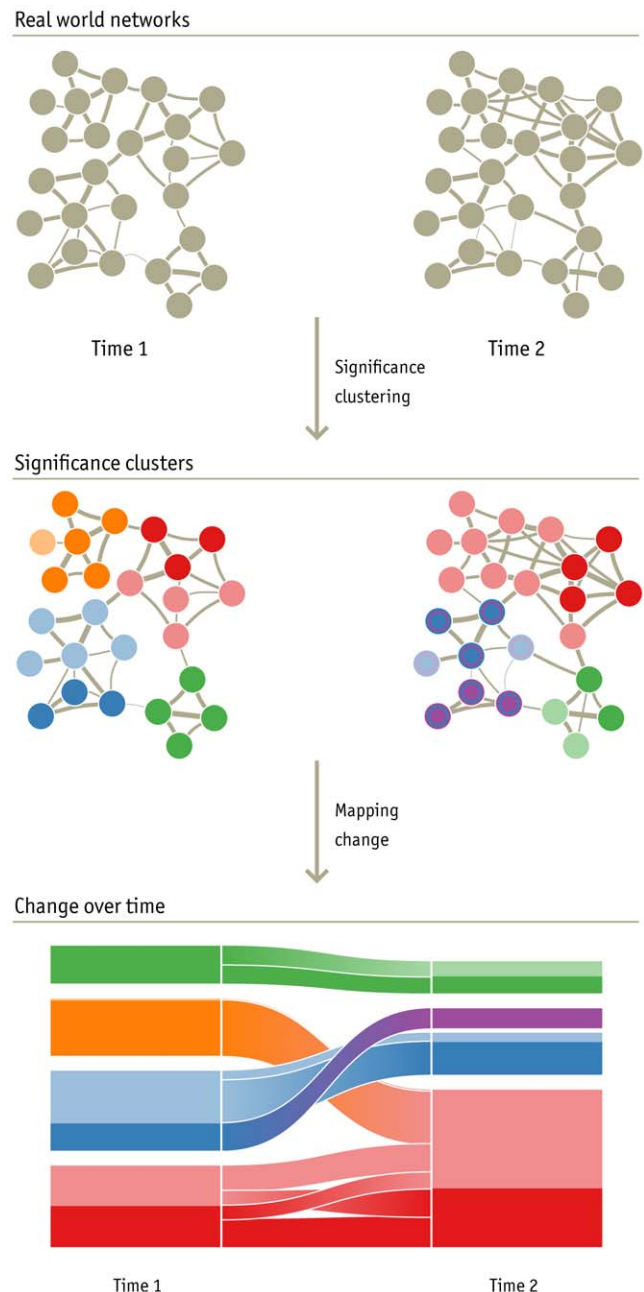 Real world networks
Time 1
Time 2
Significance
clustering
Significance clusters
Mapping
change
Change over time
Time 1
Time 2